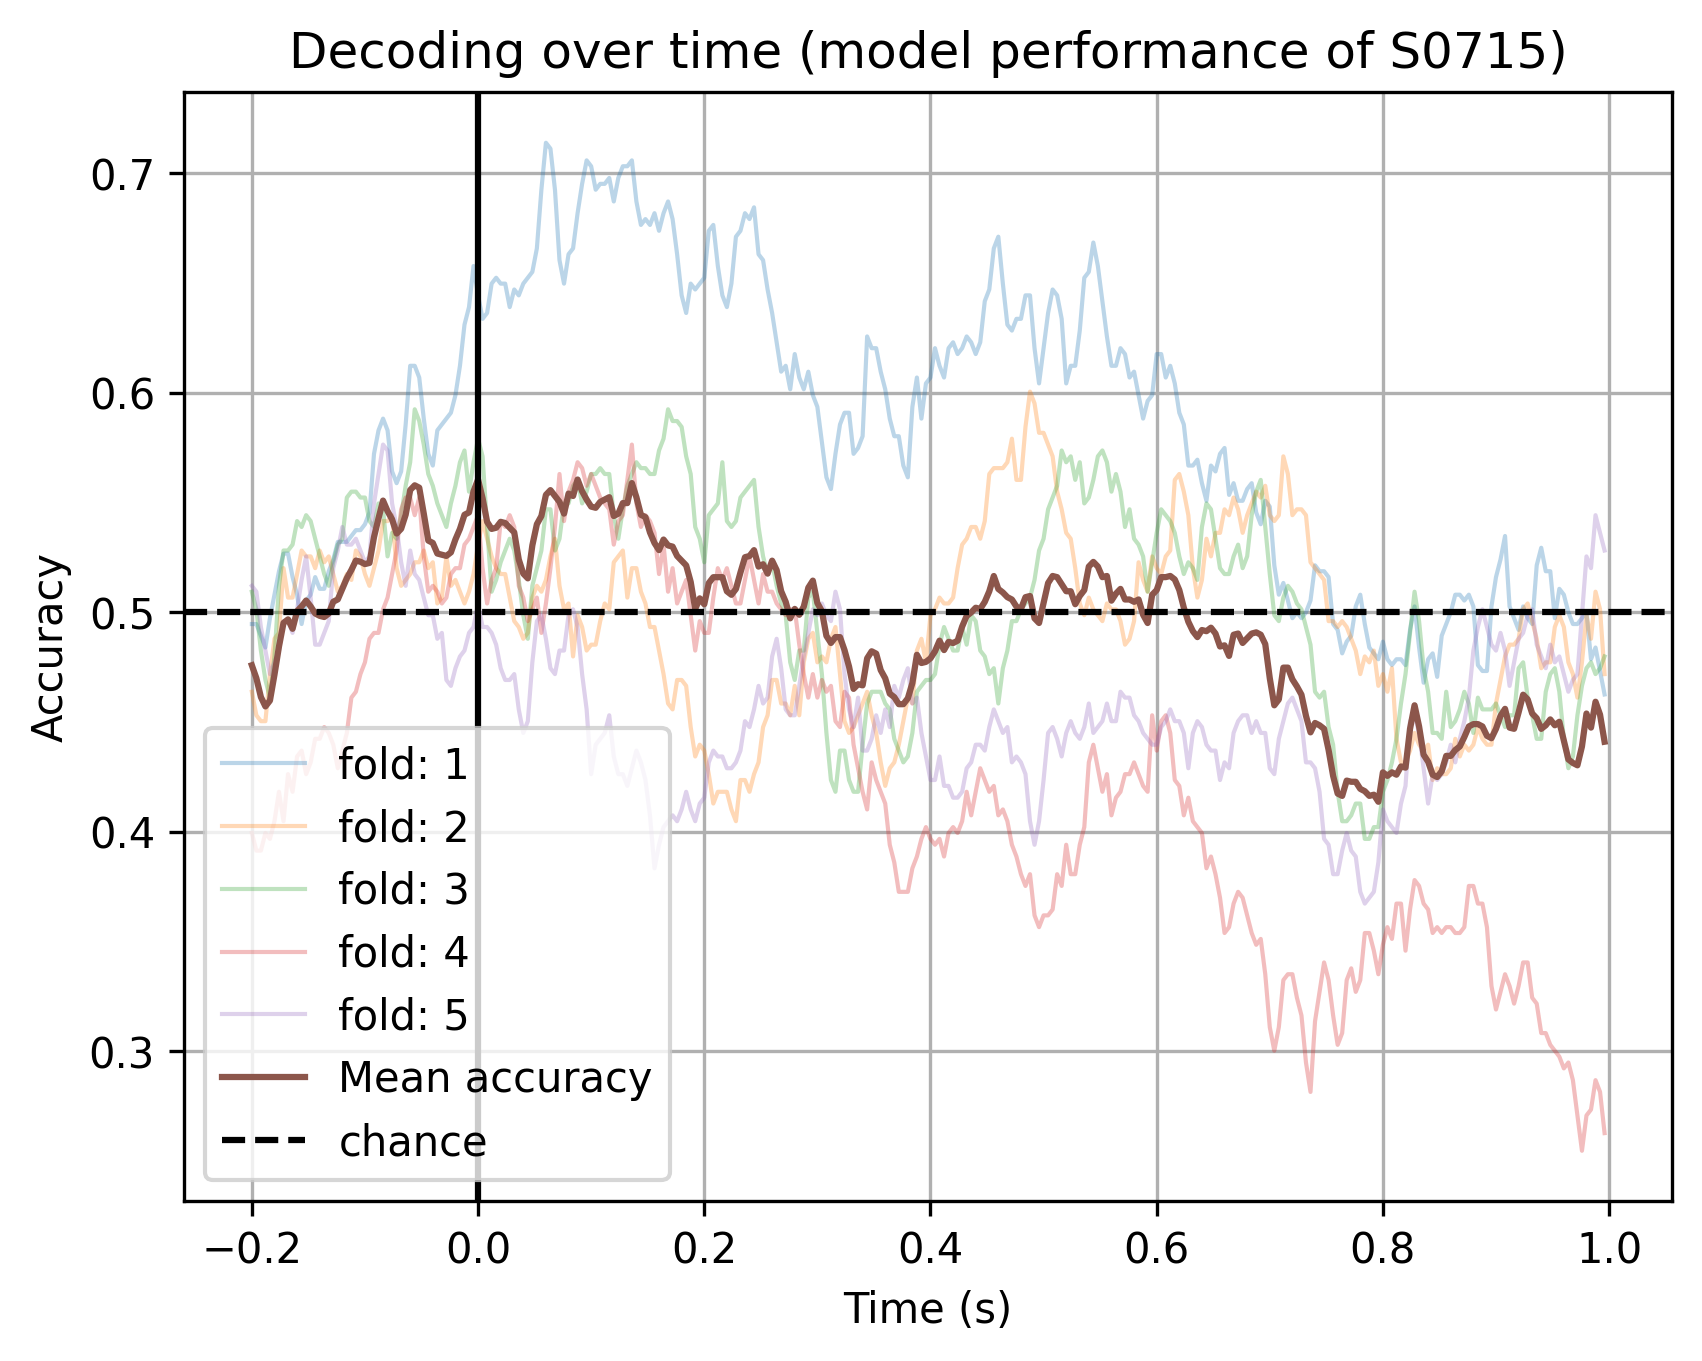 Decoding over time (model performance of S0715)
Accuracy
0.7
0.6
0.5
0.4
0.3
fold: 1
fold: 2
fold: 3
fold: 4
fold: 5
Mean accuracy
chance
−0.2 0.0 0.2 0.4 0.6 0.8 1.0
Time (s)